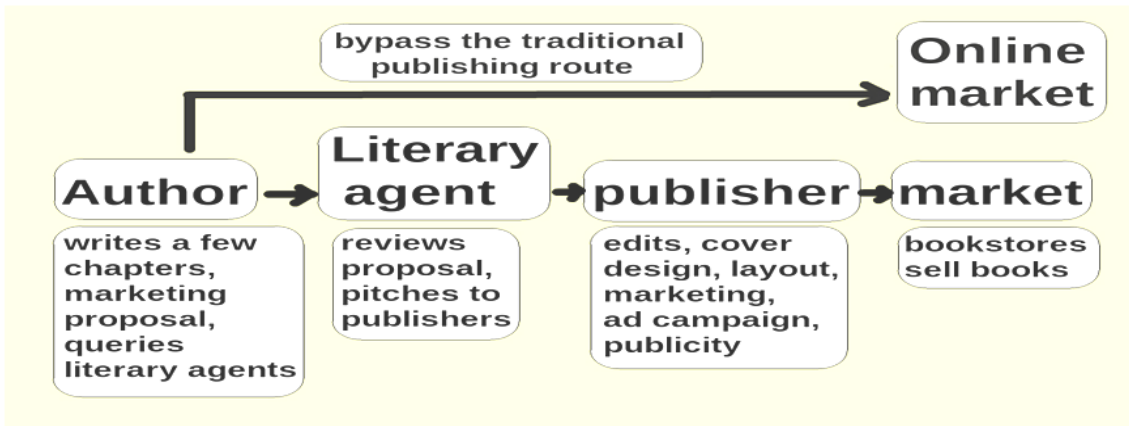 bypass the traditional
publishing route
Online
market
Author
Literary
agent
publisher
market
writes a few
chapters,
marketing
proposal,
queries
literary agents
reviews
proposal,
pitches to
publishers
edits, cover
design, layout,
marketing,
ad campaign,
publicity
bookstores
sell books